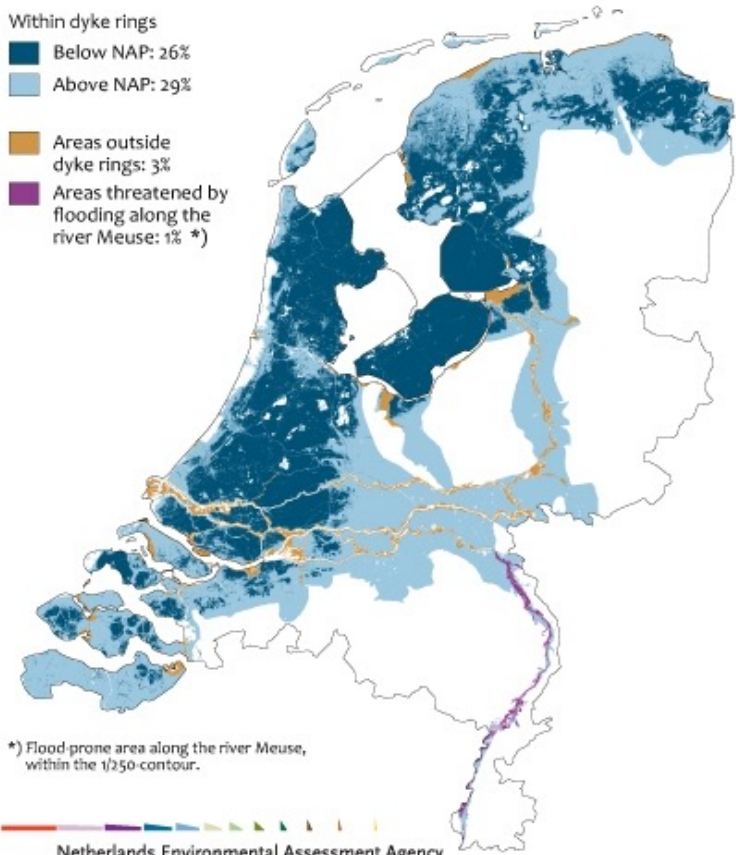 Within dyke rings
Below NAP: 26%
Above NAP: 29%
Areas outside
dyke rings: 3%
Areas threatened by
flooding along the
river Meuse: 1% *)
*) Flood-prone area along the river Meuse,
within the 1/250-contour.
Netherlands Environmental Assessment Agency